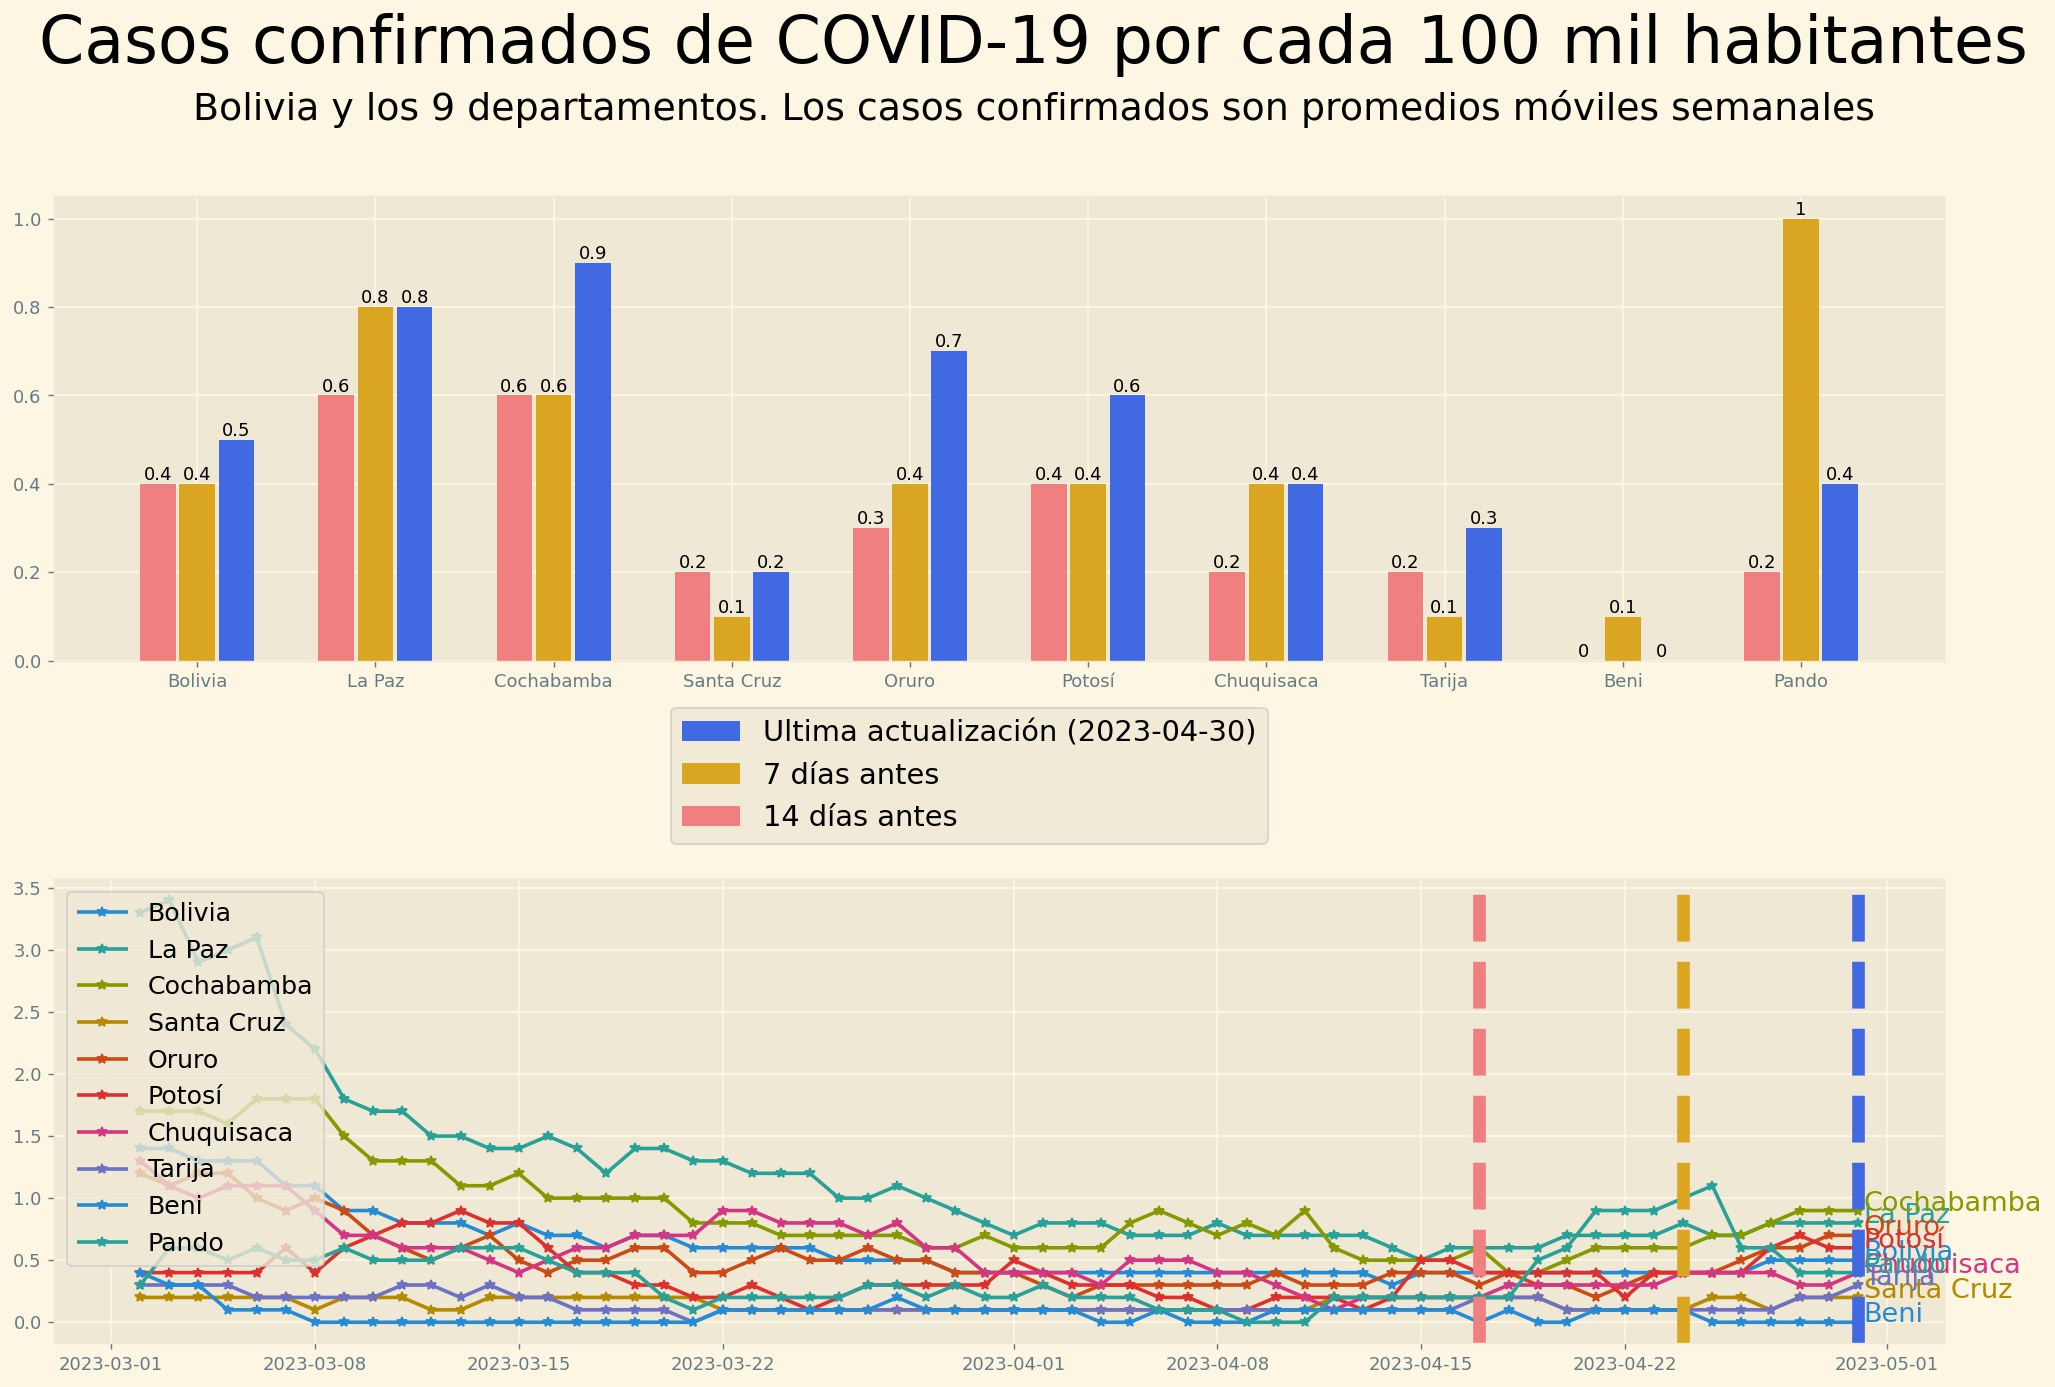 Casos confirmados de COVID-19 por cada 100 mil habitantes
Bolivia y los 9 departamentos. Los casos confirmados son promedios móviles semanales
1.0
0.8
0.6
0.4
0.2
0.0
0.4 0.4 0.5
0.6 0.8 0.8
0.6 0.6 0.9
0.2 0.1 0.2
0.3 0.4 0.7
0.4 0.4 0.6
0.2 0.4 0.4
0.2 0.1 0.3
0 0.1 0
0.2 1 0.4
Bolivia La Paz Cochabamba Santa Cruz Oruro Potosí Chuquisaca Tarija Beni Pando
Ultima actualización (2023-04-30)
7 días antes
14 días antes
3.5
3.0
2.5
2.0
1.5
1.0
0.5
0.0
Bolivia
La Paz
Cochabamba
Santa Cruz
Oruro
Potosí
Chuquisaca
Tarija
Beni
Pando
Cochabamba
La Paz
Oruro
Potosí
Bolivia
Chuquisaca
Pando
Tarija
Santa Cruz
Beni
2023-03-01 2023-03-08 2023-03-15 2023-03-22 2023-04-01 2023-04-08 2023-04-15 2023-04-22 2023-05-01